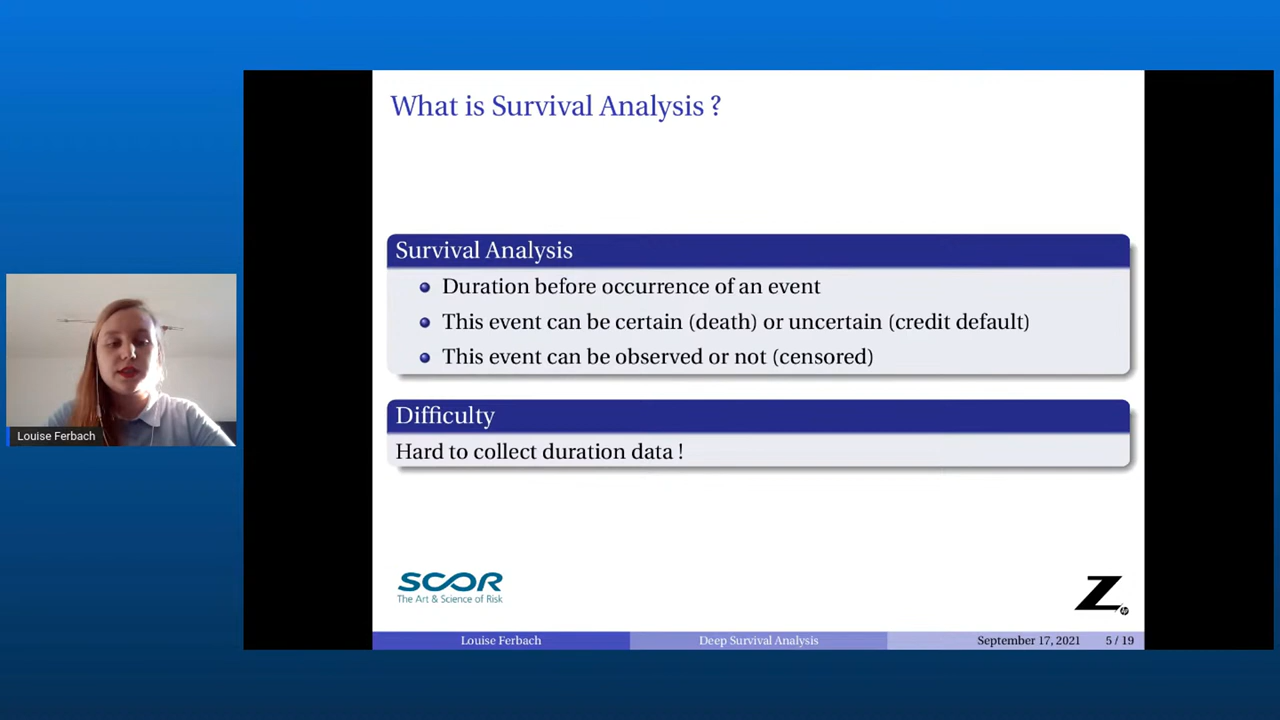 What is Survival Analysis ?
Survival Analysis
Duration before occurrence of an event
This event can be certain (death) or uncertain (credit default)
This event can be observed or not (censored)
Difficulty
Hard to collect duration data !
Louise Ferbach
SCOR
The Art & Science of Risk
Z
hp
Louise Ferbach
Deep Survival Analysis
September 17, 2021
5 / 19